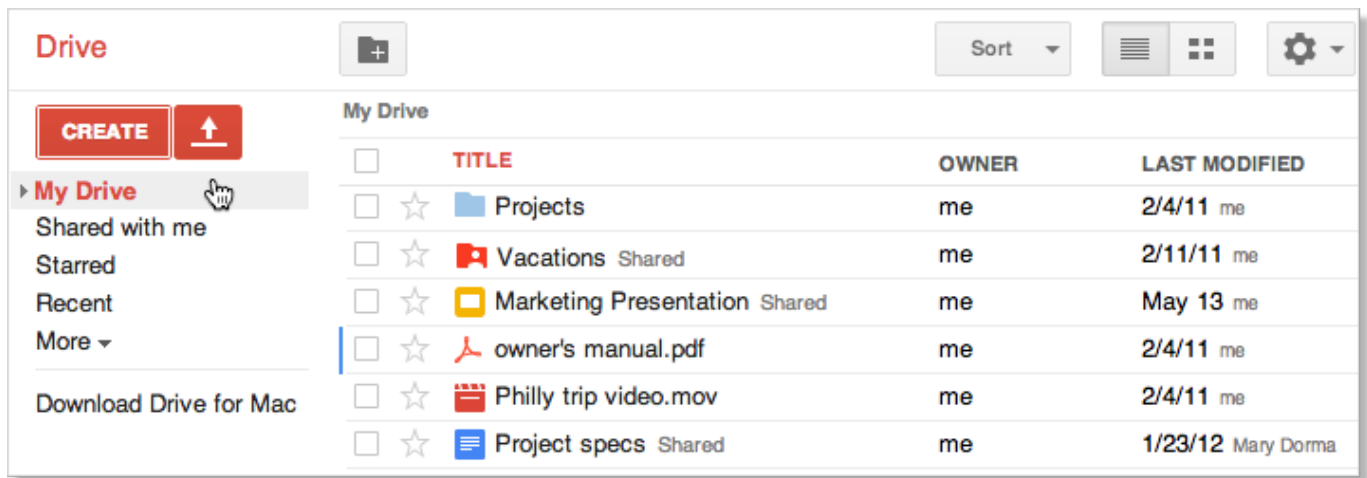 Drive
Sort
CREATE
My Drive
Shared with me
Starred
Recent
More
Download Drive for Mac
My Drive
TITLE OWNER LAST MODIFIED
Projects me 2/4/11 me
Vacations Shared me 2/11/11 me
Marketing Presentation Shared me May 13 me
owner's manual.pdf me 2/4/11 me
Philly trip video.mov me 2/4/11 me
Project specs Shared me 1/23/12 Mary Dorma